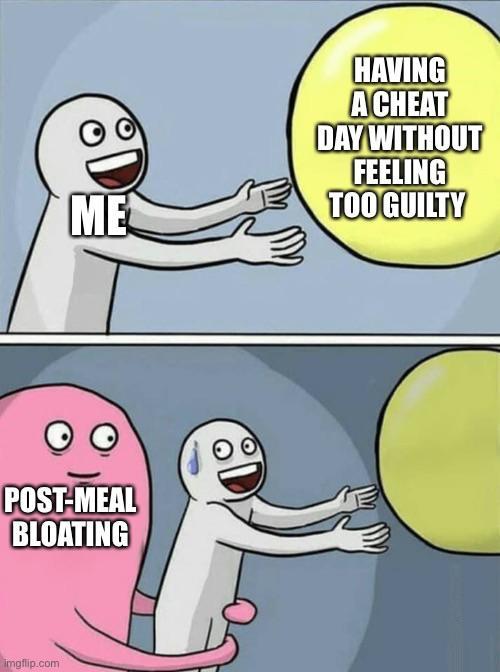 HAVING
A CHEAT
DAY WITHOUT
FEELING
TOO GUILTY
ME
POST-MEAL
BLOATING
imgflip.com